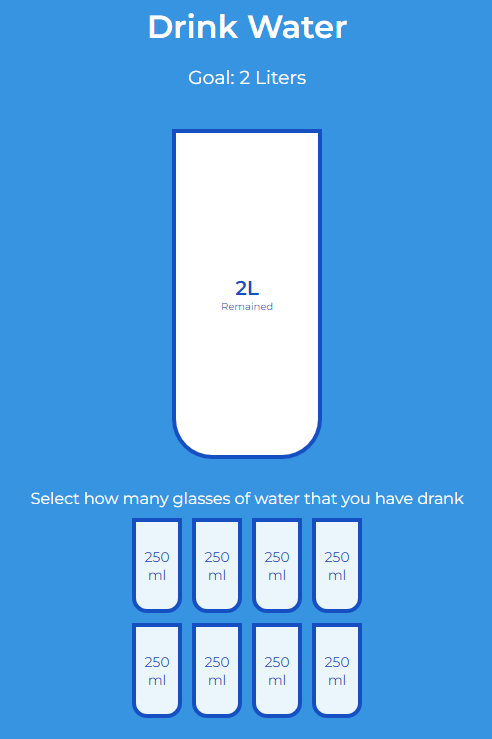 Drink Water
Goal: 2 Liters
2L
Remained
Select how many glasses of water that you have drank
250 250 250 250
ml ml ml ml
250 250 250 250
ml ml ml ml